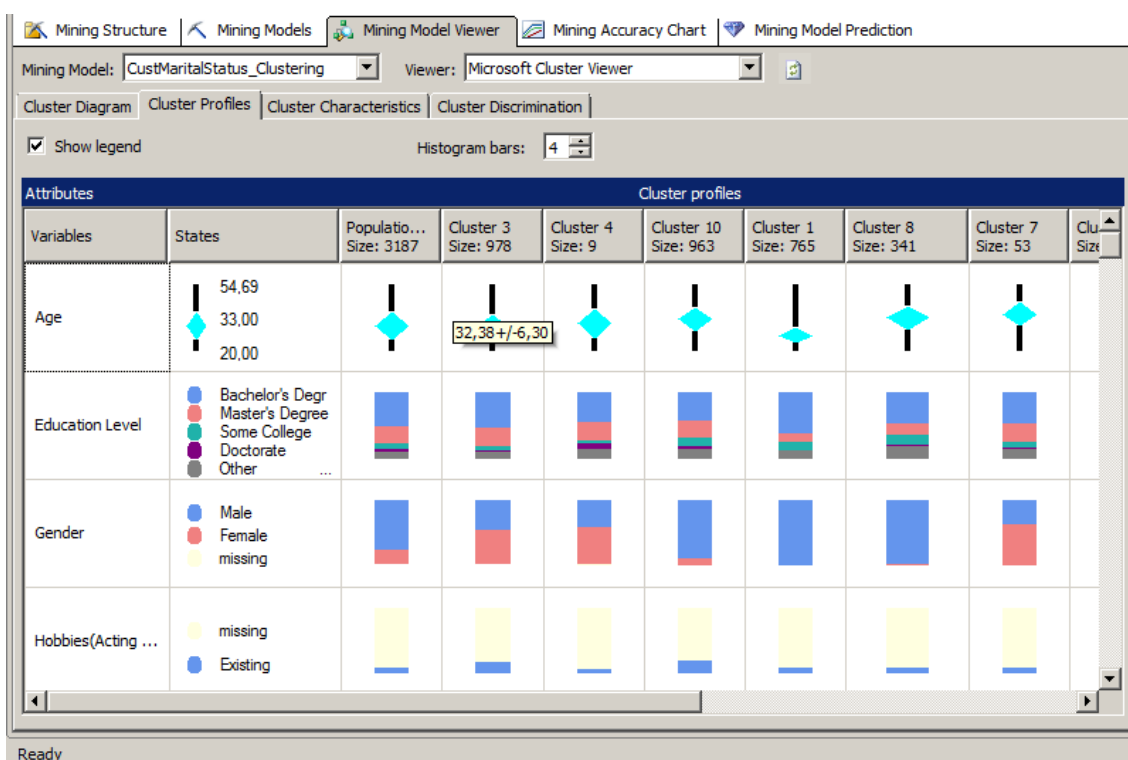 Mining Structure Mining Models Mining Model Viewer Mining Accuracy Chart Mining Model Prediction
Mining Model: CustMaritalStatus_Clustering Viewer: Microsoft Cluster Viewer
Cluster Diagram Cluster Profiles Cluster Characteristics Cluster Discrimination
Show legend Histogram bars: 4
Attributes Cluster profiles
Variables States Populatio... Cluster 3 Cluster 4 Cluster 10 Cluster 1 Cluster 8 Cluster 7 Clu
Size: 3187 Size: 978 Size: 9 Size: 963 Size: 765 Size: 341 Size: 53 Size
Age
54,69
33,00
20,00
32,38+/-6,30
Education Level
Bachelor's Degr
Master's Degree
Some College
Doctorate
Other ...
Gender
Male
Female
missing
Hobbies(Acting ...
missing
Existing
Ready